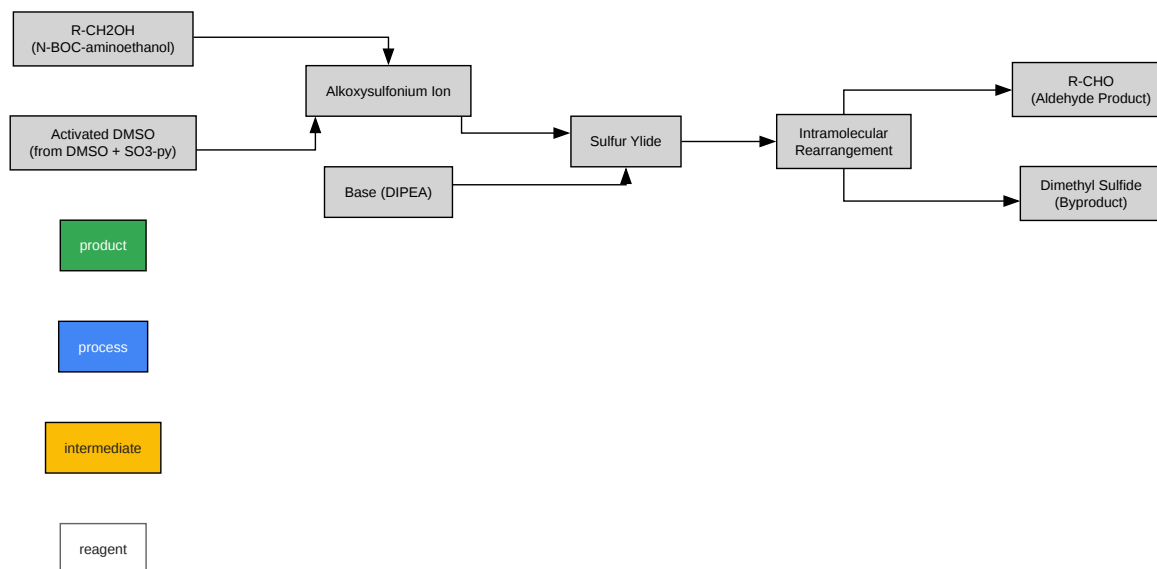 R-CH2OH
(N-BOC-aminoethanol)
Alkoxysulfonium Ion
R-CHO
(Aldehyde Product)
Activated DMSO
(from DMSO + SO3-py)
Sulfur Ylide
Intramolecular
Rearrangement
Base (DIPEA)
Dimethyl Sulfide
(Byproduct)
product
process
intermediate
reagent